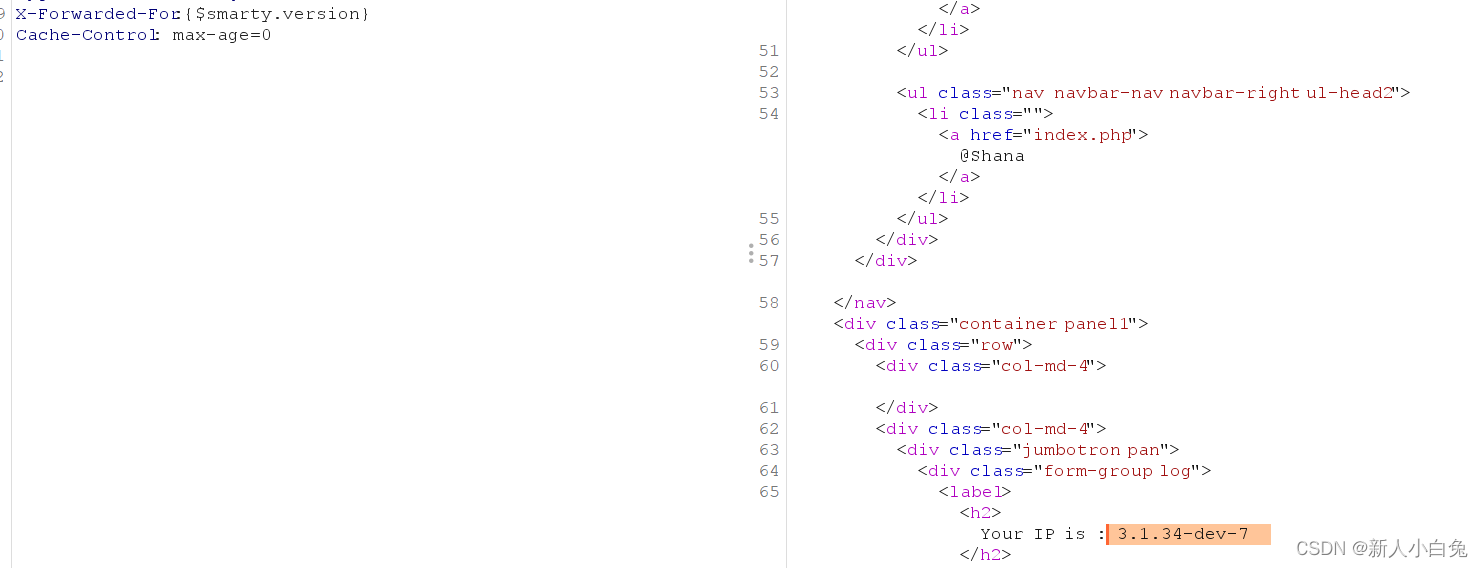 9 X-Forwarded-For:{$smarty.version}
0 Cache-Control: max-age=0
1
2
</a>
</li>
51 </ul>
52
53 <ul class="nav navbar-nav navbar-right ul-head2">
54 <li class="">
<a href="index.php">
@Shana
</a>
</li>
55 </ul>
56 </div>
57 </div>
58 </nav>
<div class="container panel1">
59 <div class="row">
60 <div class="col-md-4">
61 </div>
62 <div class="col-md-4">
63 <div class="jumbotron pan">
64 <div class="form-group log">
65 <label>
<h2>
Your IP is : 3.1.34-dev-7
</h2>
CSDN @新人小白兔